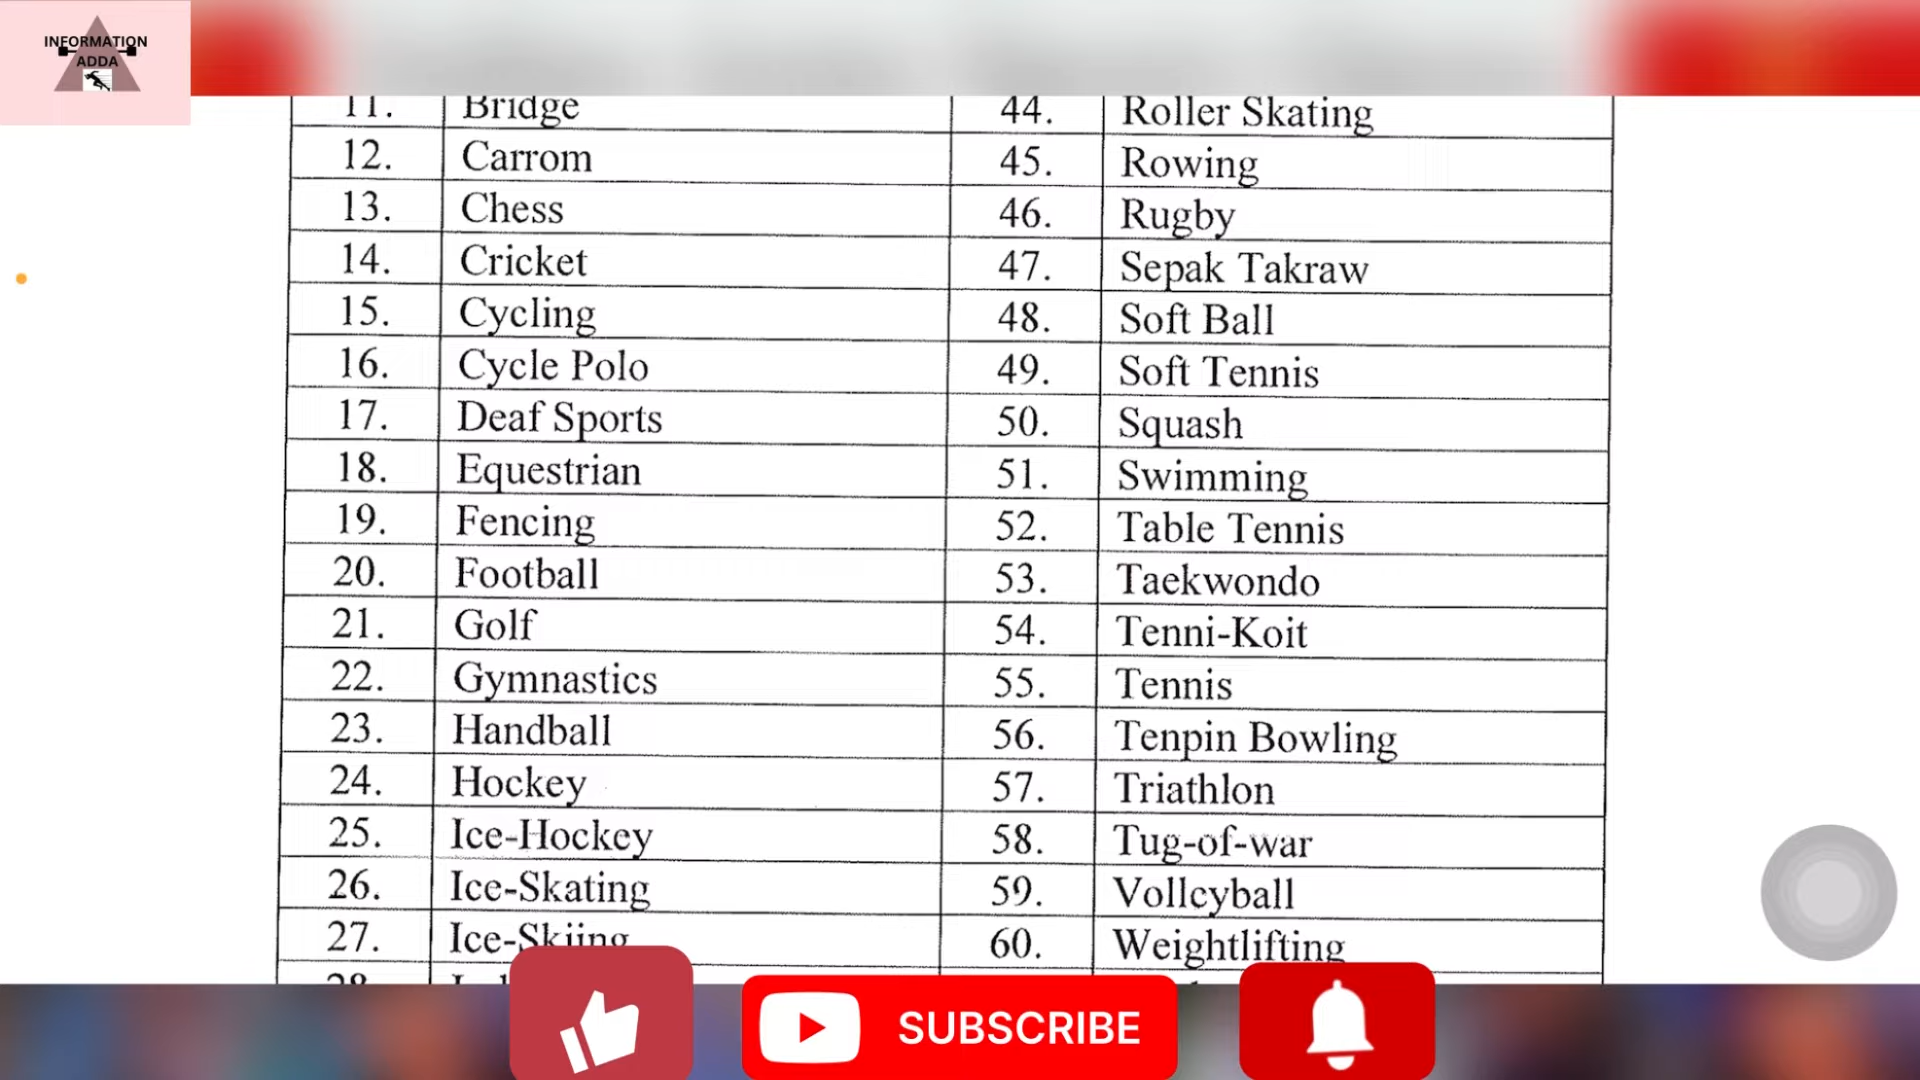 INFORMATION
ADDA
11. Bridge 44. Roller Skating
12. Carrom 45. Rowing
13. Chess 46. Rugby
14. Cricket 47. Sepak Takraw
15. Cycling 48. Soft Ball
16. Cycle Polo 49. Soft Tennis
17. Deaf Sports 50. Squash
18. Equestrian 51. Swimming
19. Fencing 52. Table Tennis
20. Football 53. Taekwondo
21. Golf 54. Tenni-Koit
22. Gymnastics 55. Tennis
23. Handball 56. Tenpin Bowling
24. Hockey 57. Triathlon
25. Ice-Hockey 58. Tug-of-war
26. Ice-Skating 59. Volleyball
27. Ice-Skiing 60. Weightlifting
28.
SUBSCRIBE